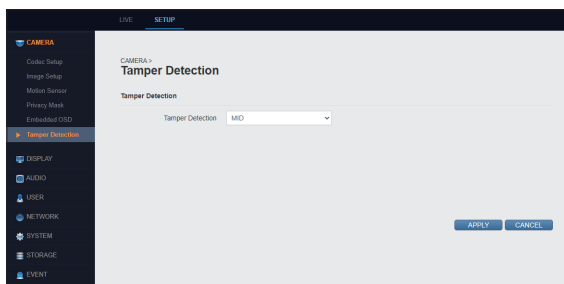 LIVE SETUP
CAMERA
Codec Setup
Image Setup
Motion Sensor
Privacy Mask
Embedded OSD
Tamper Detection
DISPLAY
AUDIO
USER
NETWORK
SYSTEM
STORAGE
EVENT
CAMERA >
Tamper Detection
Tamper Detection
Tamper Detection MID
APPLY CANCEL